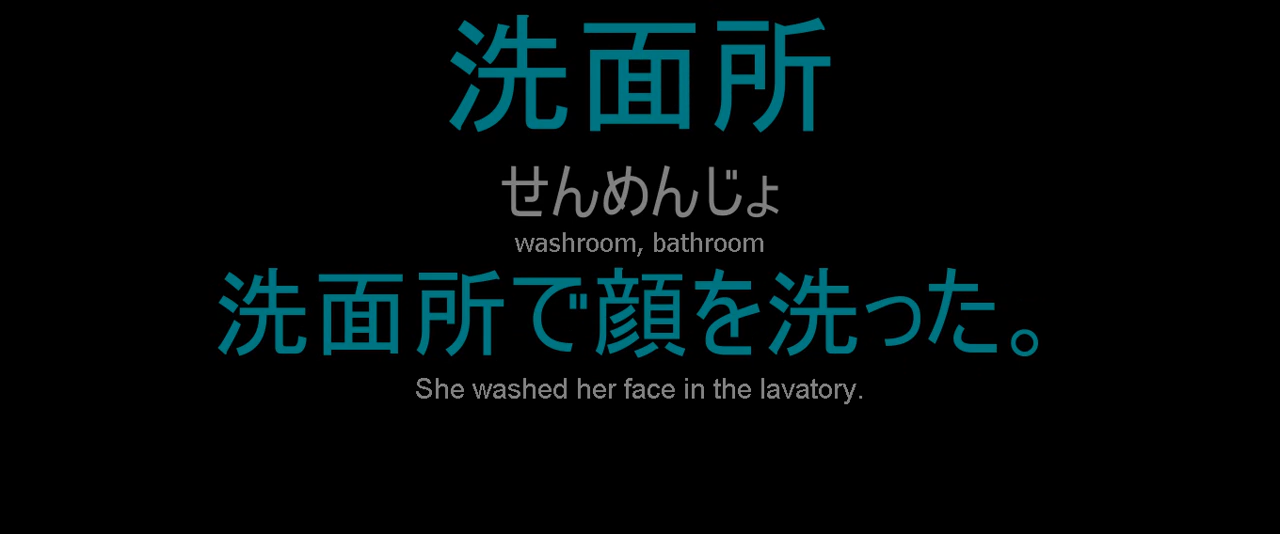 洗面所
せんめんじょ
washroom, bathroom
洗面所で顔を洗った。
She washed her face in the lavatory.